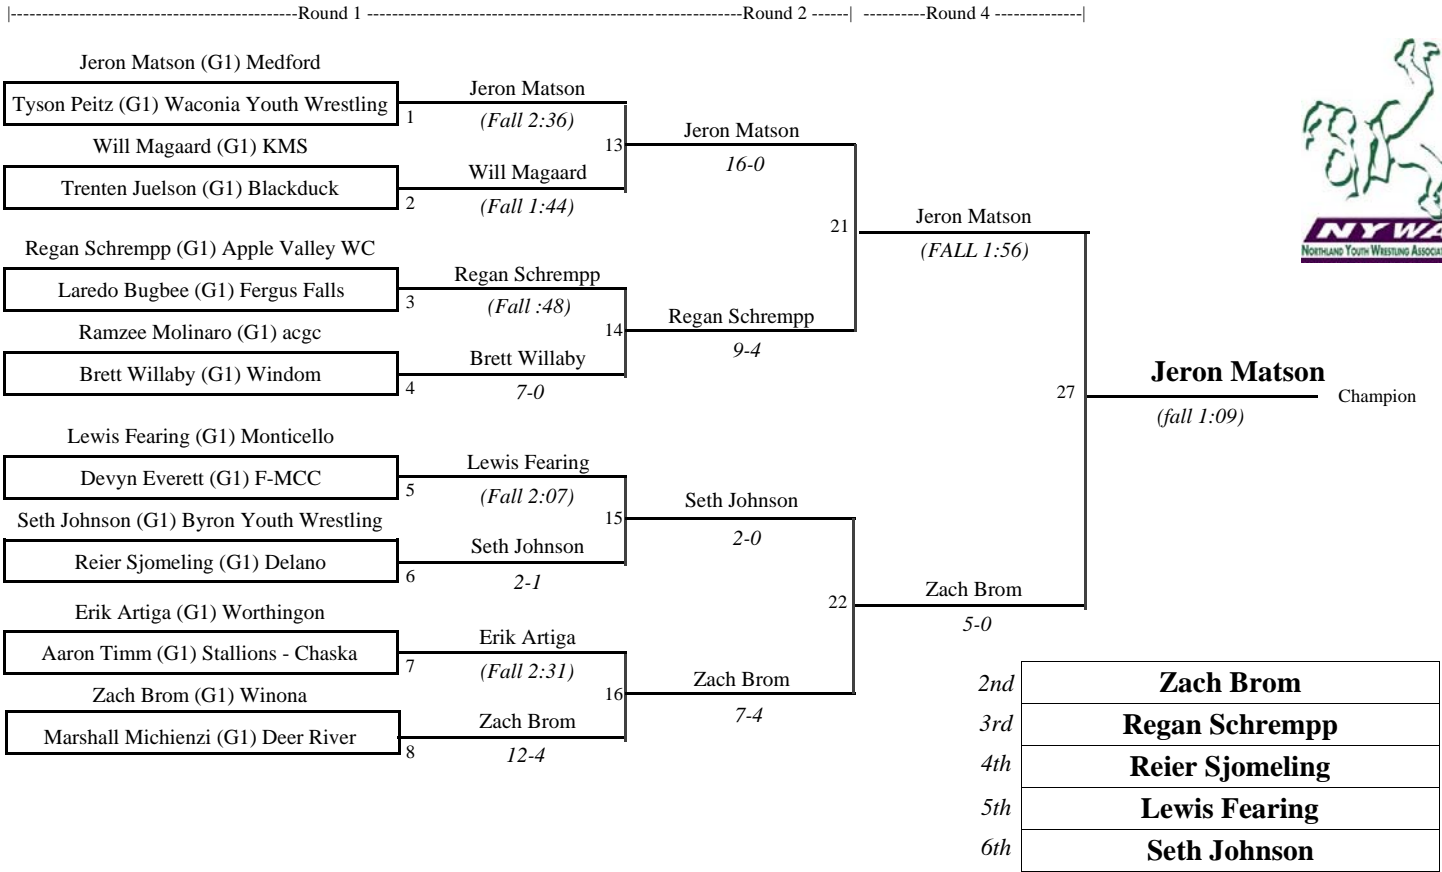 |----------------------------------------------Round 1 ------------------------------------------------------------Round 2 ------|  ----------Round 4 --------------|
Jeron Matson (G1) Medford
Tyson Peitz (G1) Waconia Youth Wrestling
1
Will Magaard (G1) KMS
Trenten Juelson (G1) Blackduck
2
Regan Schrempp (G1) Apple Valley WC
Laredo Bugbee (G1) Fergus Falls
3
Ramzee Molinaro (G1) acgc
Brett Willaby (G1) Windom
4
Lewis Fearing (G1) Monticello
Devyn Everett (G1) F-MCC
5
Seth Johnson (G1) Byron Youth Wrestling
Reier Sjomeling (G1) Delano
6
Erik Artiga (G1) Worthingon
Aaron Timm (G1) Stallions - Chaska
7
Zach Brom (G1) Winona
Marshall Michienzi (G1) Deer River
8
Jeron Matson
(Fall 2:36)
13
Will Magaard
(Fall 1:44)
Regan Schrempp
(Fall :48)
14
Brett Willaby
7-0
Lewis Fearing
(Fall 2:07)
15
Seth Johnson
2-1
Erik Artiga
(Fall 2:31)
16
Zach Brom
12-4
Jeron Matson
16-0
21
Regan Schrempp
9-4
Seth Johnson
2-0
22
Zach Brom
7-4
Jeron Matson
(FALL 1:56)
27
Zach Brom
5-0
Jeron Matson
Champion
(fall 1:09)
NYWA
NORTHLAND YOUTH WRESTLING
2nd Zach Brom
3rd Regan Schrempp
4th Reier Sjomeling
5th Lewis Fearing
6th Seth Johnson